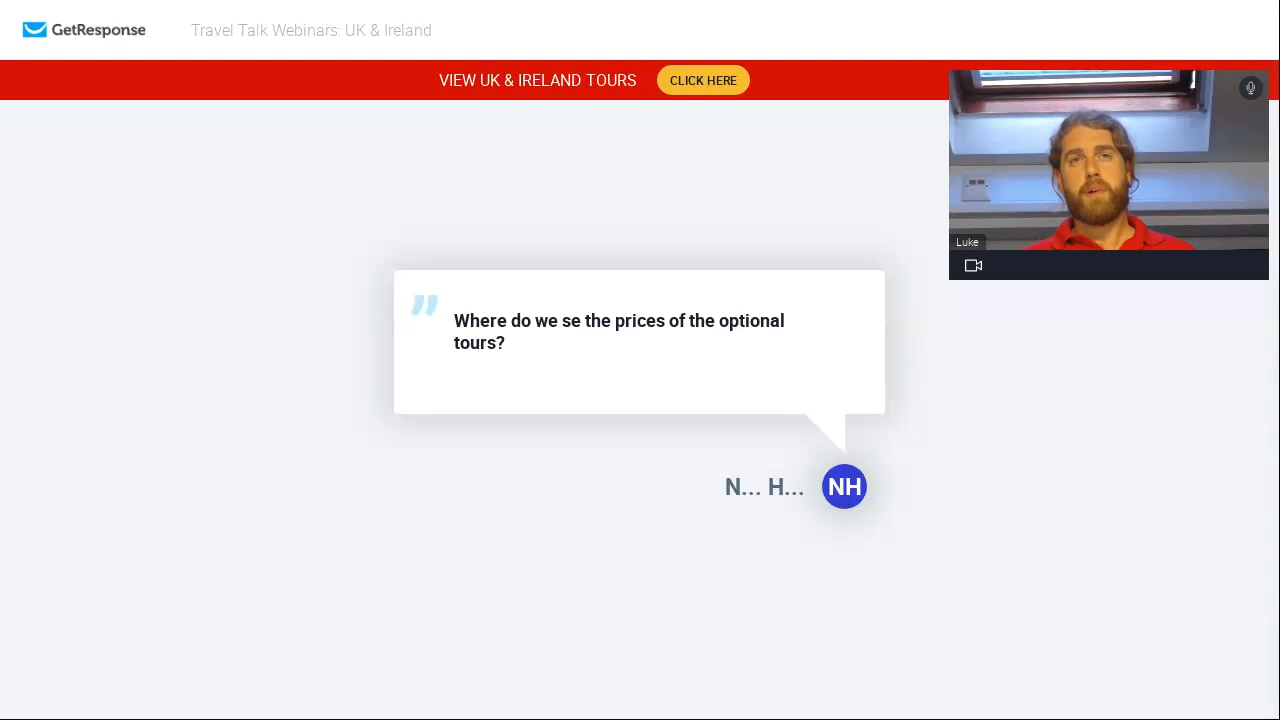 GetResponse
Travel Talk Webinars: UK & Ireland
VIEW UK & IRELAND TOURS
CLICK HERE
Luke
Where do we se the prices of the optional
tours?
N... H...
NH